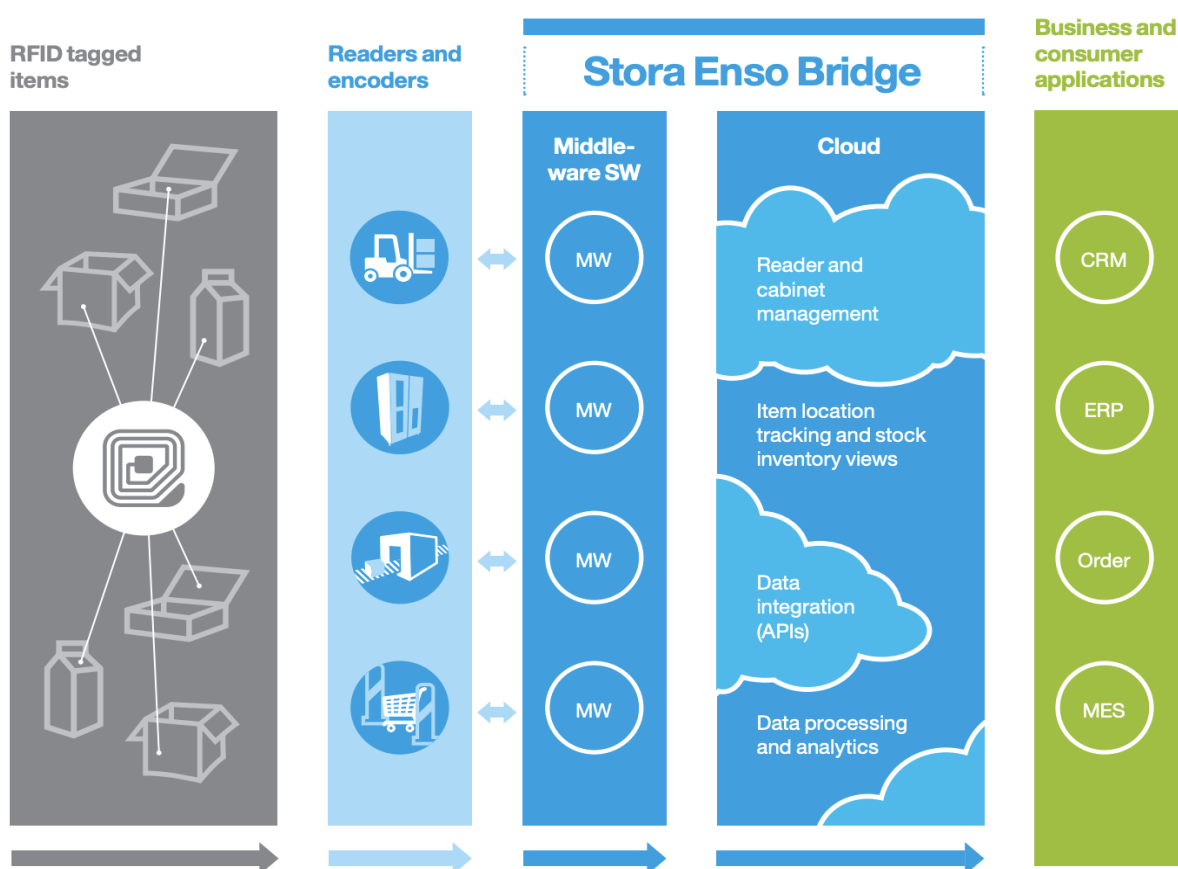 RFID tagged
items
Readers and
encoders
Stora Enso Bridge
Business and
consumer
applications
Middle-
ware SW
MW
MW
MW
MW
Cloud
Reader and
cabinet
management
Item location
tracking and stock
inventory views
Data
integration
(APIs)
Data processing
and analytics
CRM
ERP
Order
MES